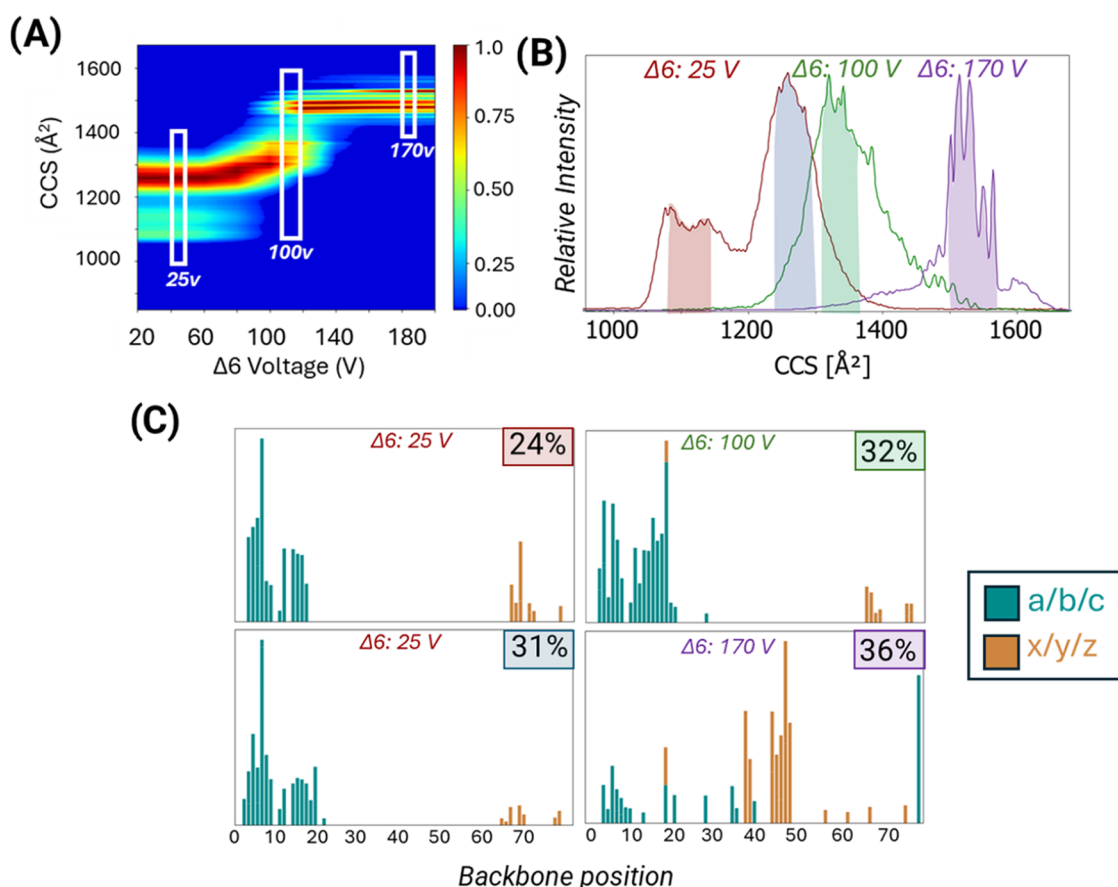 (A)
CCS (Å²)
1600
1400
1200
1000
25v
100v
170v
20 60 100 140 180
Δ6 Voltage (V)
1.0
0.75
0.50
0.25
0.00
(B)
Relative Intensity
Δ6: 25 V Δ6: 100 V Δ6: 170 V
1000 1200 1400 1600
CCS [Å²]
(C)
Δ6: 25 V 24%
Δ6: 100 V 32%
Δ6: 25 V 31%
Δ6: 170 V 36%
0 10 20 30 40 50 60 70
0 10 20 30 40 50 60 70
Backbone position
a/b/c
x/y/z